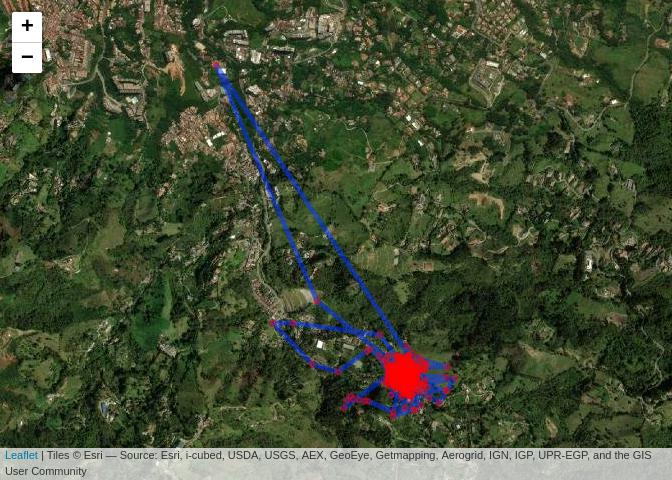 +
−
Leaflet | Tiles © Esri — Source: Esri, i-cubed, USDA, USGS, AEX, GeoEye, Getmapping, Aerogrid, IGN, IGP, UPR-EGP, and the GIS
User Community